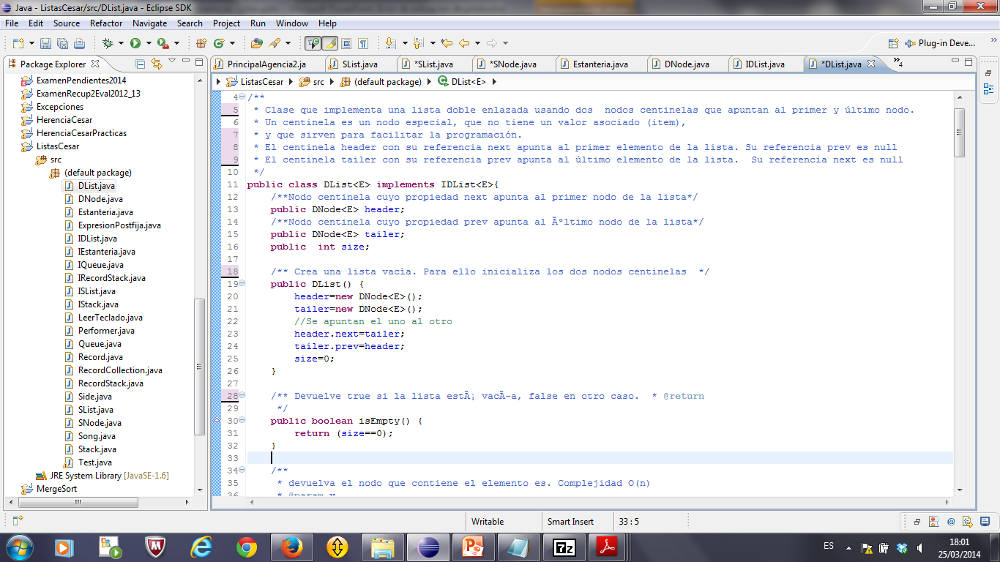 Java - ListasCesar/src/DList.java - Eclipse SDK
File Edit Source Refactor Navigate Search Project Run Window Help
Plug-in Deve...
Package Explorer
PrincipalAgencia2.ja SList.java *SList.java *SNode.java Estanteria.java DNode.java IDList.java *DList.java 4
ListasCesar src (default package) DList<E>
ExamenPendientes2014
ExamenRecup2Eval2012_13
Excepciones
HerenciaCesar
HerenciaCesarPracticas
ListasCesar
src
(default package)
DList.java
DNode.java
Estanteria.java
ExpresionPostfija.java
IDList.java
IEstanteria.java
IQueue.java
IRecordStack.java
ISList.java
IStack.java
LeerTeclado.java
Performer.java
Queue.java
Record.java
RecordCollection.java
RecordStack.java
Side.java
SList.java
SNode.java
Song.java
Stack.java
Test.java
JRE System Library [JavaSE-1.6]
MergeSort
4 /**
5 * Clase que implementa una lista doble enlazada usando dos  nodos centinelas que apuntan al primer y último nodo.
6 * Un centinela es un nodo especial, que no tiene un valor asociado (item),
7 * y que sirven para facilitar la programación.
8 * El centinela header con su referencia next apunta al primer elemento de la lista. Su referencia prev es null
9 * El centinela tailer con su referencia prev apunta al último elemento de la lista.  Su referencia next es null
10 */
11 public class DList<E> implements IDList<E>{
12 /**Nodo centinela cuyo propiedad next apunta al primer nodo de la lista*/
13 public DNode<E> header;
14 /**Nodo centinela cuyo propiedad prev apunta al Ãºltimo nodo de la lista*/
15 public DNode<E> tailer;
16 public  int size;
17
18 /** Crea una lista vacía. Para ello inicializa los dos nodos centinelas  */
19 public DList() {
20 header=new DNode<E>();
21 tailer=new DNode<E>();
22 //Se apuntan el uno al otro
23 header.next=tailer;
24 tailer.prev=header;
25 size=0;
26 }
27
28 /** Devuelve true si la lista estÃ¡ vacÃ-a, false en otro caso.  * @return
29 */
30 public boolean isEmpty() {
31 return (size==0);
32 }
33
34 /**
35 * devuelva el nodo que contiene el elemento es. Complejidad O(n)
36 * @param v
Writable Smart Insert 33 : 5
ES 18:01
25/03/2014